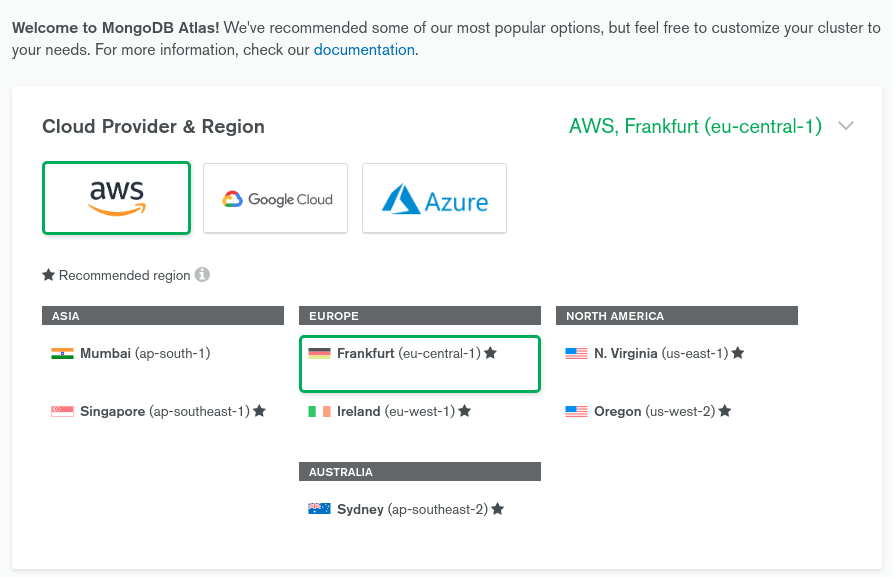 Welcome to MongoDB Atlas! We've recommended some of our most popular options, but feel free to customize your cluster to
your needs. For more information, check our documentation.
Cloud Provider & Region
AWS, Frankfurt (eu-central-1)
aws
Google Cloud
Azure
★ Recommended region
ASIA
Mumbai (ap-south-1)
Singapore (ap-southeast-1) ★
EUROPE
Frankfurt (eu-central-1) ★
Ireland (eu-west-1) ★
NORTH AMERICA
N. Virginia (us-east-1) ★
Oregon (us-west-2) ★
AUSTRALIA
Sydney (ap-southeast-2) ★